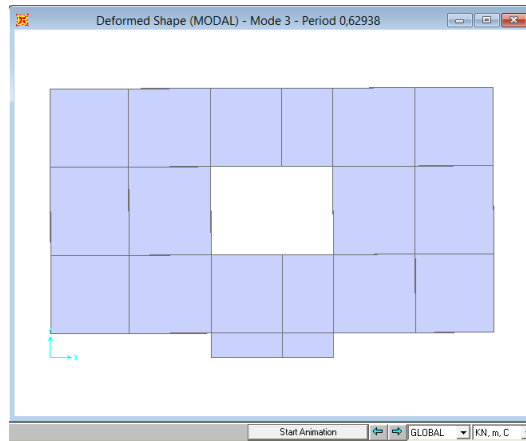 Deformed Shape (MODAL) - Mode 3 - Period 0,62938
Y
X
Start Animation
GLOBAL
KN, m, C